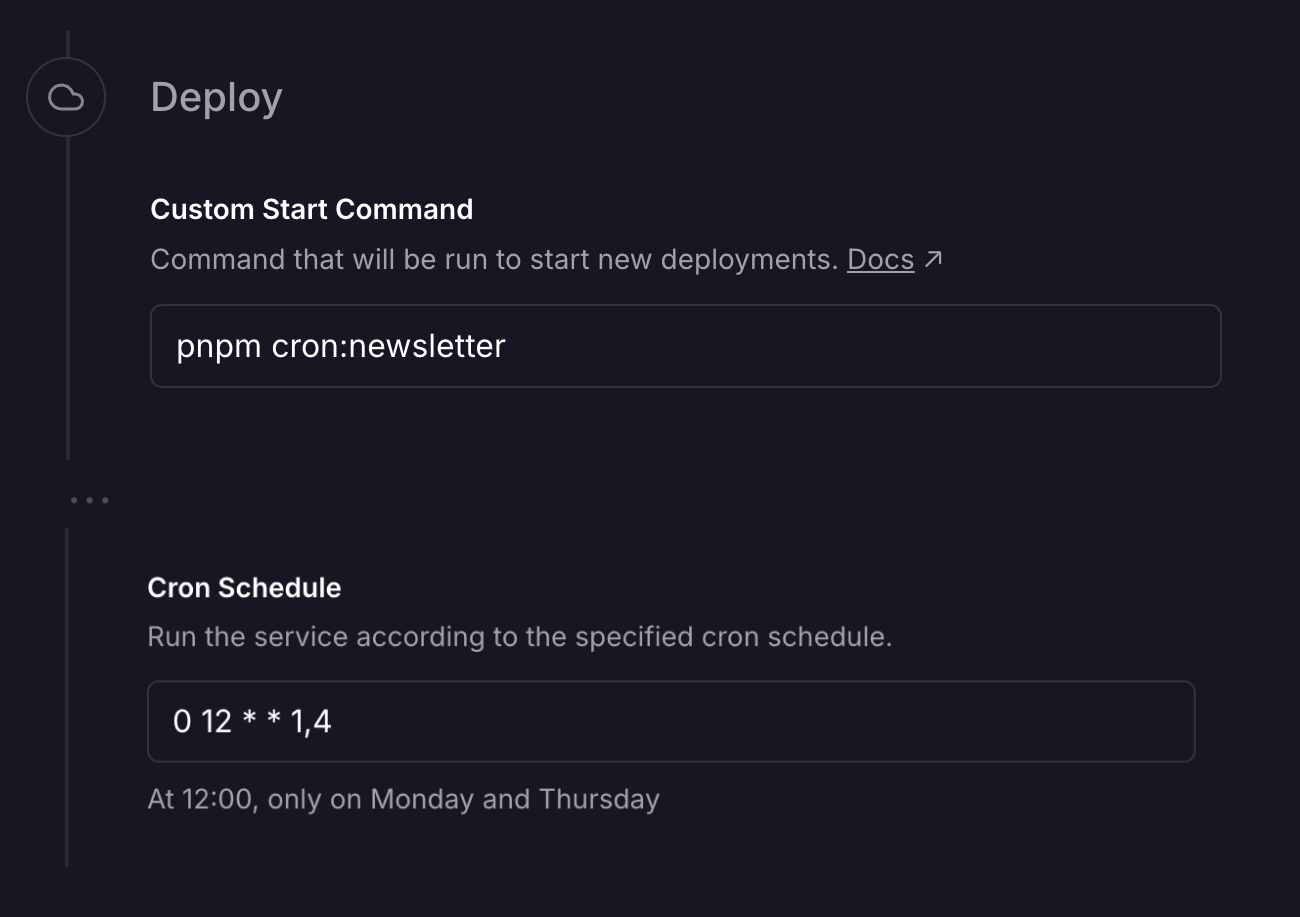 Deploy
Custom Start Command
Command that will be run to start new deployments. Docs ↗
pnpm cron:newsletter
...
Cron Schedule
Run the service according to the specified cron schedule.
0 12 * * 1,4
At 12:00, only on Monday and Thursday